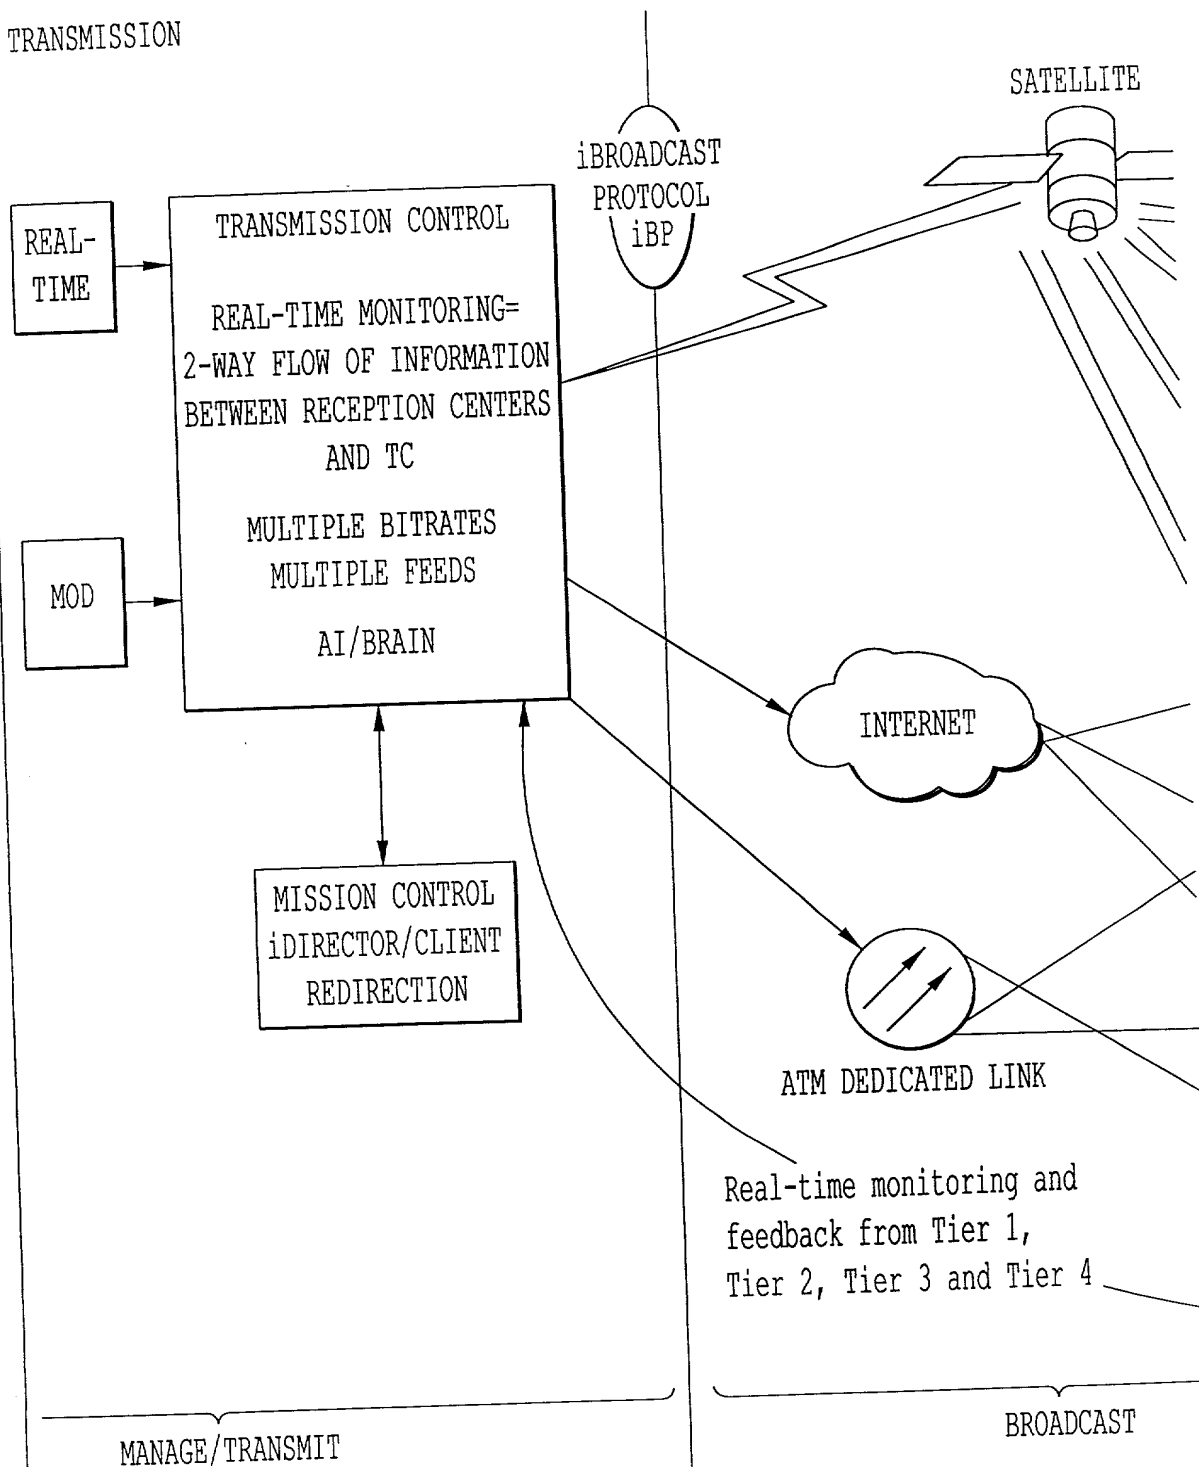 TRANSMISSION
SATELLITE
iBROADCAST
PROTOCOL
iBP
REAL-
TIME
TRANSMISSION CONTROL
REAL-TIME MONITORING=
2-WAY FLOW OF INFORMATION
BETWEEN RECEPTION CENTERS
AND TC
MULTIPLE BITRATES
MULTIPLE FEEDS
AI/BRAIN
MOD
INTERNET
MISSION CONTROL
iDIRECTOR/CLIENT
REDIRECTION
ATM DEDICATED LINK
Real-time monitoring and
feedback from Tier 1,
Tier 2, Tier 3 and Tier 4
MANAGE/TRANSMIT
BROADCAST